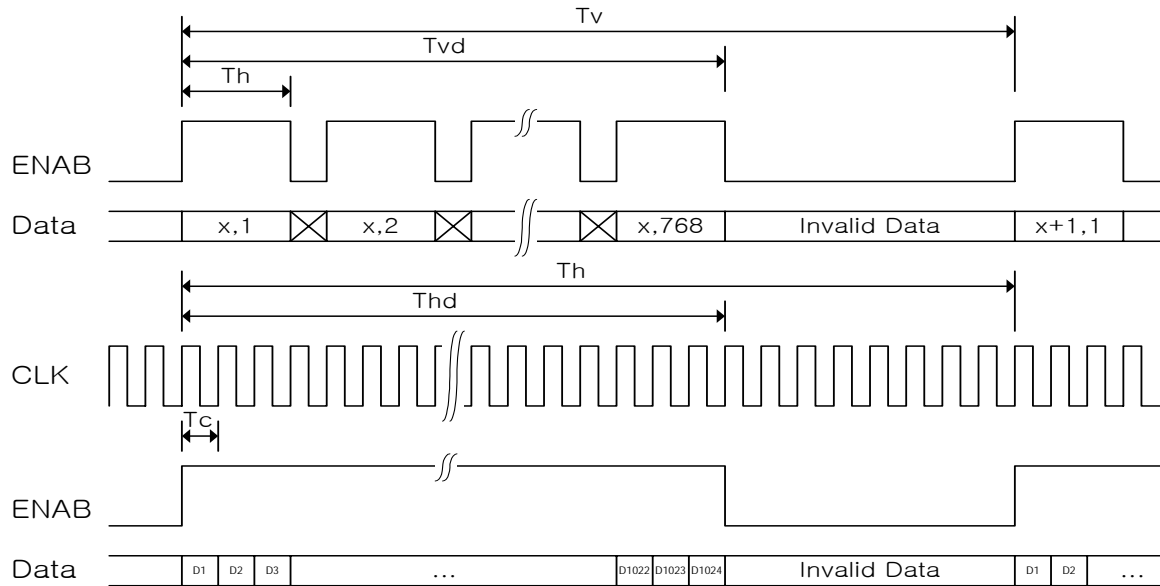 Tv
Tvd
Th
ENAB
Data x,1 x,2 x,768 Invalid Data x+1,1
Th
Thd
CLK
Tc
ENAB
Data D1 D2 D3 ... D1022 D1023 D1024 Invalid Data D1 D2 ...